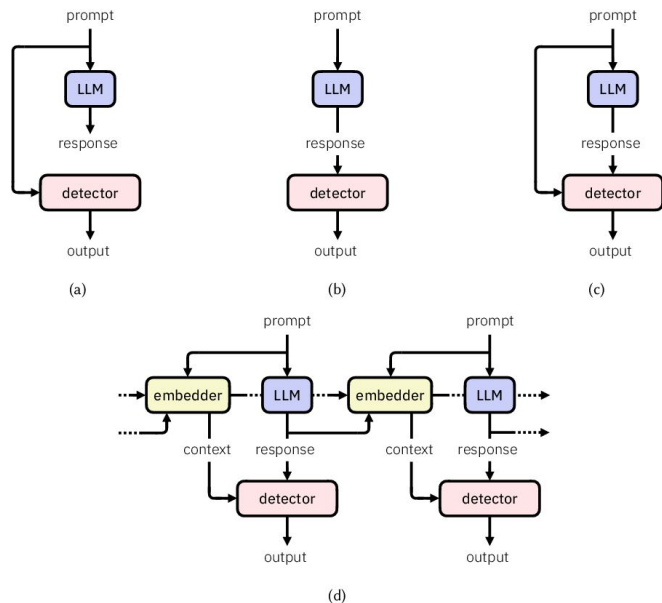 prompt prompt prompt
LLM LLM LLM
response response response
detector detector detector
output output output
(a) (b) (c)
prompt prompt
embedder LLM embedder LLM
context response context response
detector detector
output output
(d)